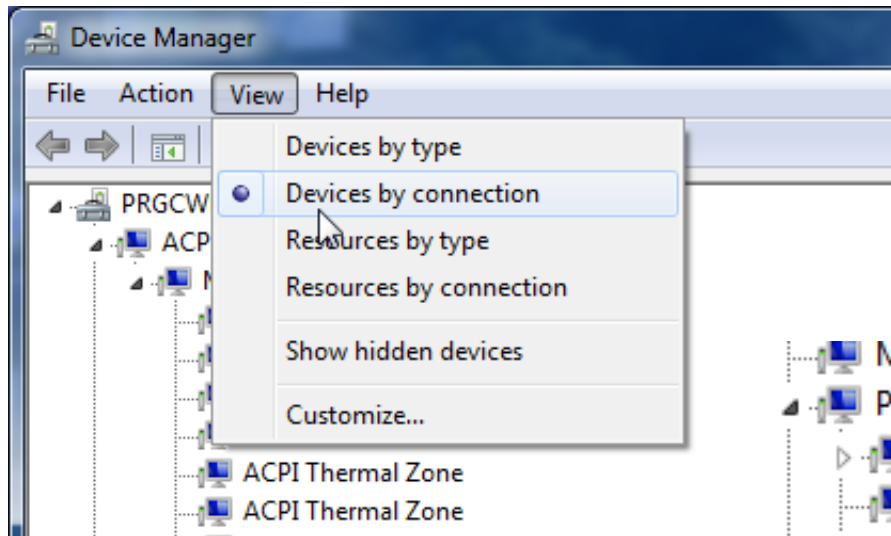 Device Manager
File Action View Help
Devices by type
Devices by connection
Resources by type
Resources by connection
Show hidden devices
Customize...
PRGCW
ACP
ACPI Thermal Zone
ACPI Thermal Zone